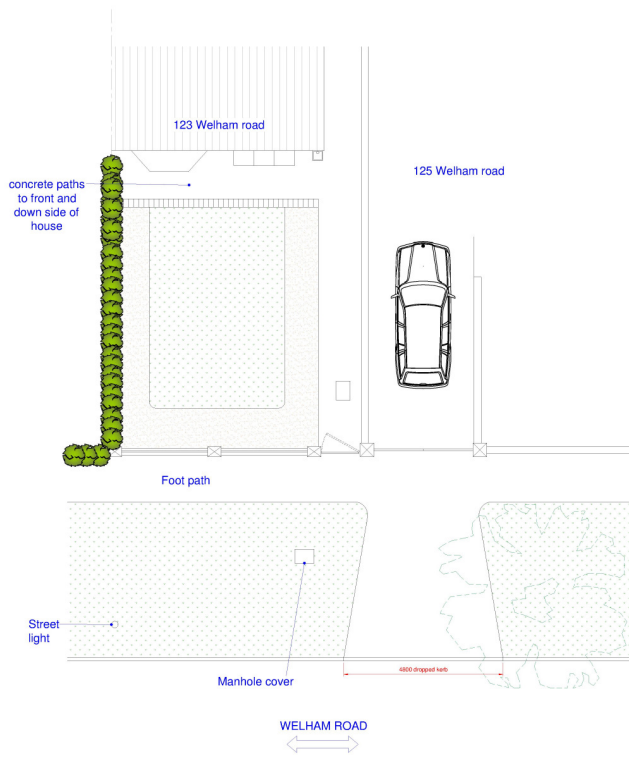 123 Welham road
125 Welham road
concrete paths
to front and
down side of
house
Foot path
Street
light
Manhole cover
4800 dropped kerb
WELHAM ROAD